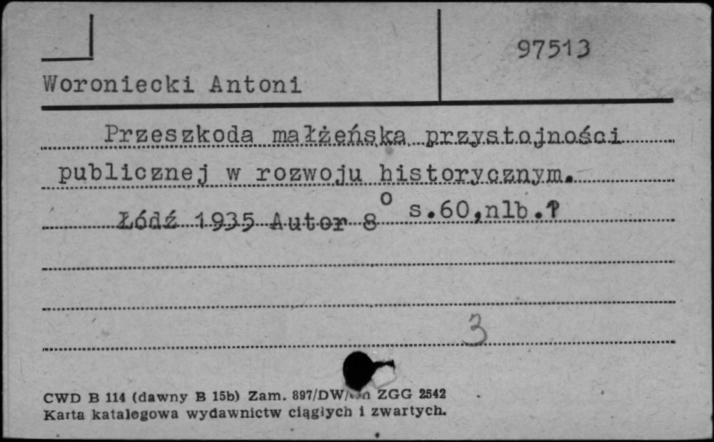 97513
Woroniecki Antoni
Przeszkoda małżeńska przystojności
publicznej w rozwoju historycznym.
Łódź 1935 Autor 8° s.60,nlb.
3
CWD B 114 (dawny B 15b) Zam. 897/DW/ ZGG 2542
Karta katalogowa wydawnictw ciągłych i zwartych.